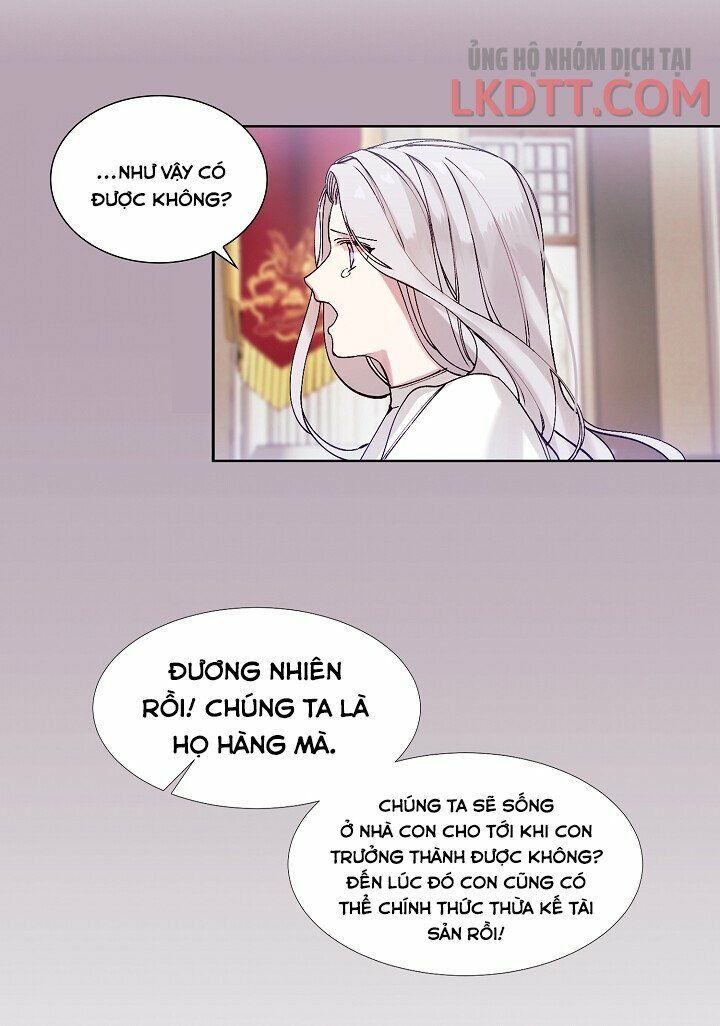 ỦNG HỘ NHÓM DỊCH TẠI
LKDTT.COM
...NHƯ VẬY CÓ
ĐƯỢC KHÔNG?
ĐƯƠNG NHIÊN
RỒI! CHÚNG TA LÀ
HỌ HÀNG MÀ.
CHÚNG TA SẼ SỐNG
Ở NHÀ CON CHO TỚI KHI CON
TRƯỞNG THÀNH ĐƯỢC KHÔNG?
ĐẾN LÚC ĐÓ CON CŨNG CÓ
THỂ CHÍNH THỨC THỪA KẾ TÀI
SẢN RỒI!